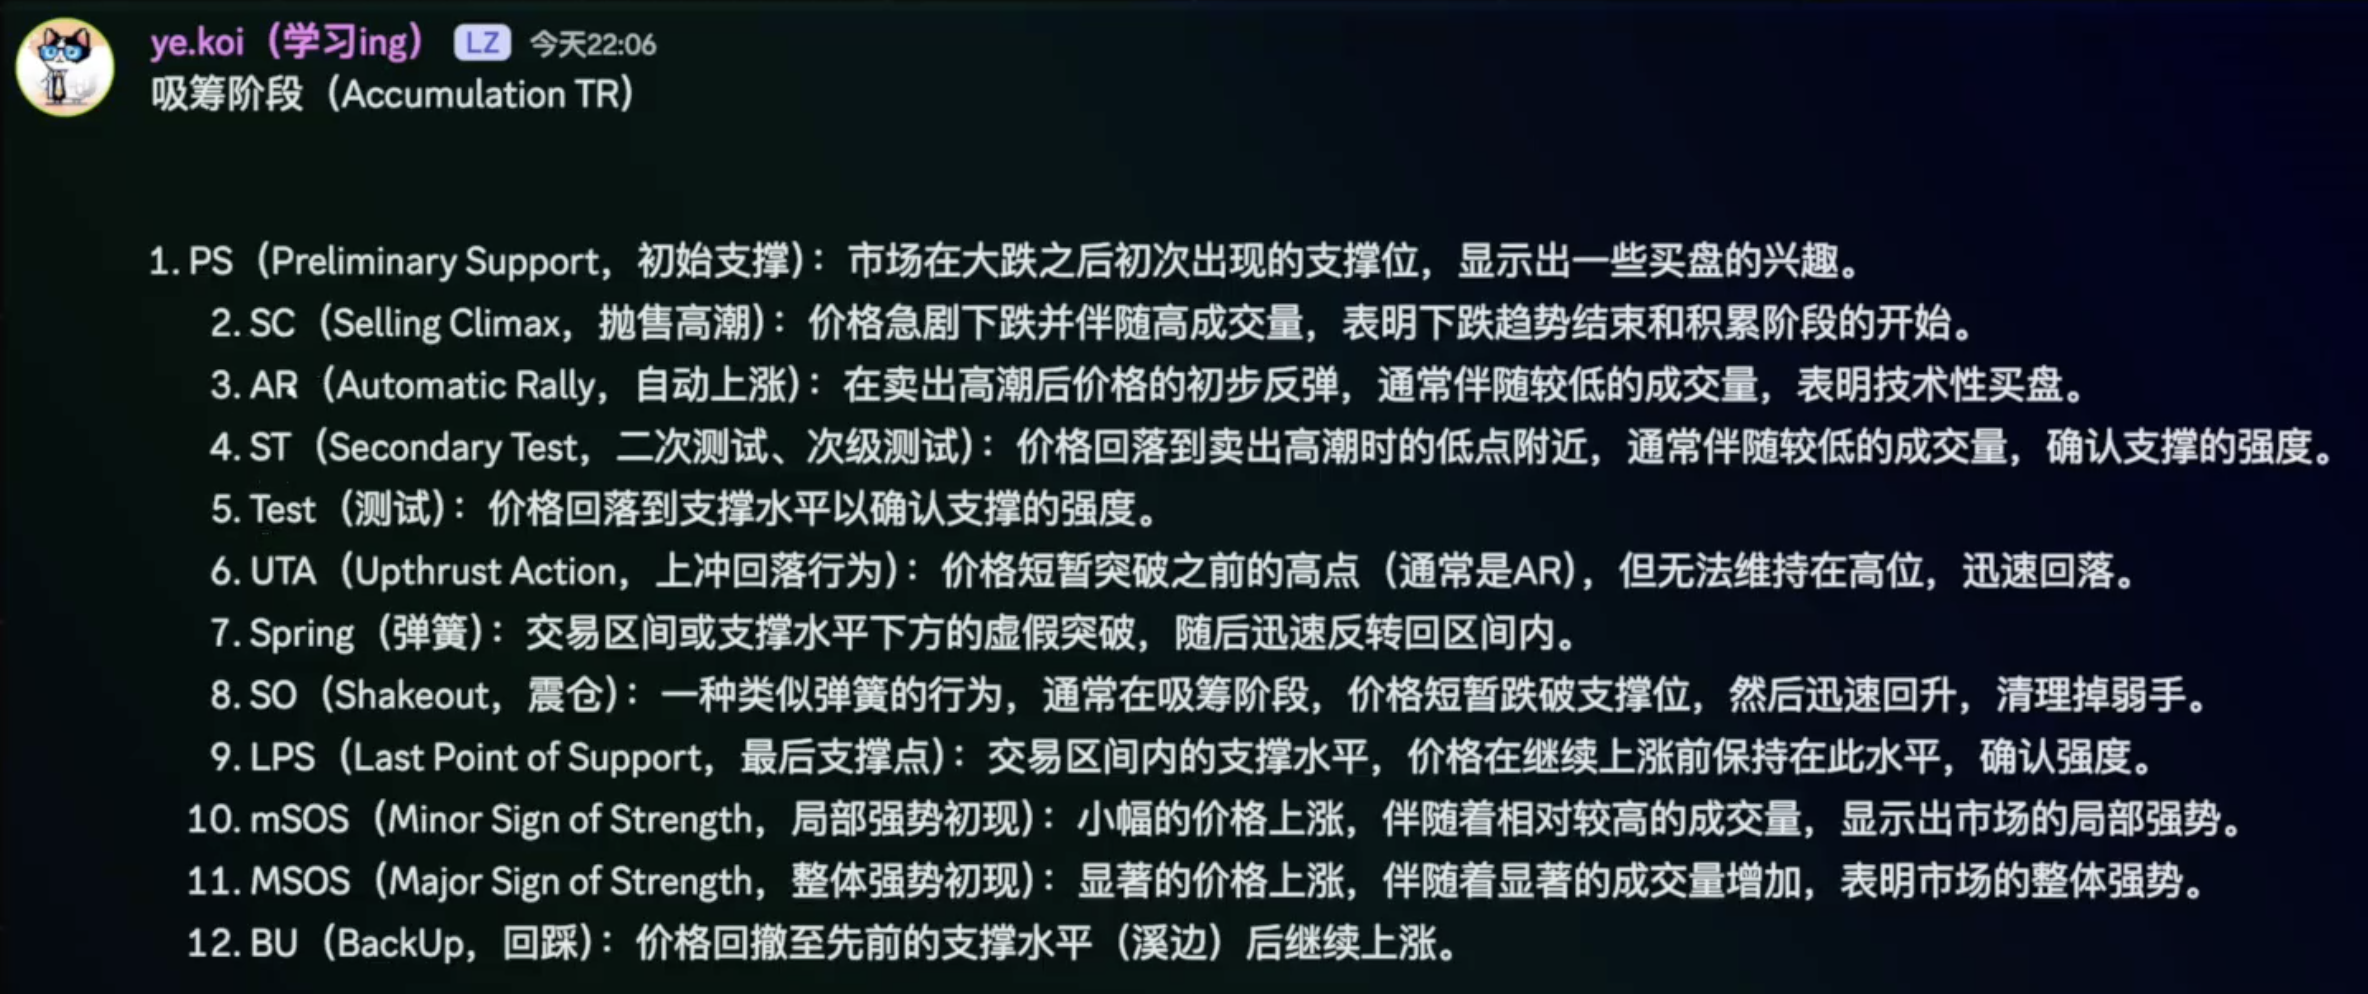 ye.koi（学习ing） LZ 今天22:06
吸筹阶段（Accumulation TR）
1. PS（Preliminary Support，初始支撑）：市场在大跌之后初次出现的支撑位，显示出一些买盘的兴趣。
2. SC（Selling Climax，抛售高潮）：价格急剧下跌并伴随高成交量，表明下跌趋势结束和积累阶段的开始。
3. AR（Automatic Rally，自动上涨）：在卖出高潮后价格的初步反弹，通常伴随较低的成交量，表明技术性买盘。
4. ST（Secondary Test，二次测试、次级测试）：价格回落到卖出高潮时的低点附近，通常伴随较低的成交量，确认支撑的强度。
5. Test（测试）：价格回落到支撑水平以确认支撑的强度。
6. UTA（Upthrust Action，上冲回落行为）：价格短暂突破之前的高点（通常是AR），但无法维持在高位，迅速回落。
7. Spring（弹簧）：交易区间或支撑水平下方的虚假突破，随后迅速反转回区间内。
8. SO（Shakeout，震仓）：一种类似弹簧的行为，通常在吸筹阶段，价格短暂跌破支撑位，然后迅速回升，清理掉弱手。
9. LPS（Last Point of Support，最后支撑点）：交易区间内的支撑水平，价格在继续上涨前保持在此水平，确认强度。
10. mSOS（Minor Sign of Strength，局部强势初现）：小幅的价格上涨，伴随着相对较高的成交量，显示出市场的局部强势。
11. MSOS（Major Sign of Strength，整体强势初现）：显著的价格上涨，伴随着显著的成交量增加，表明市场的整体强势。
12. BU（BackUp，回踩）：价格回撤至先前的支撑水平（溪边）后继续上涨。